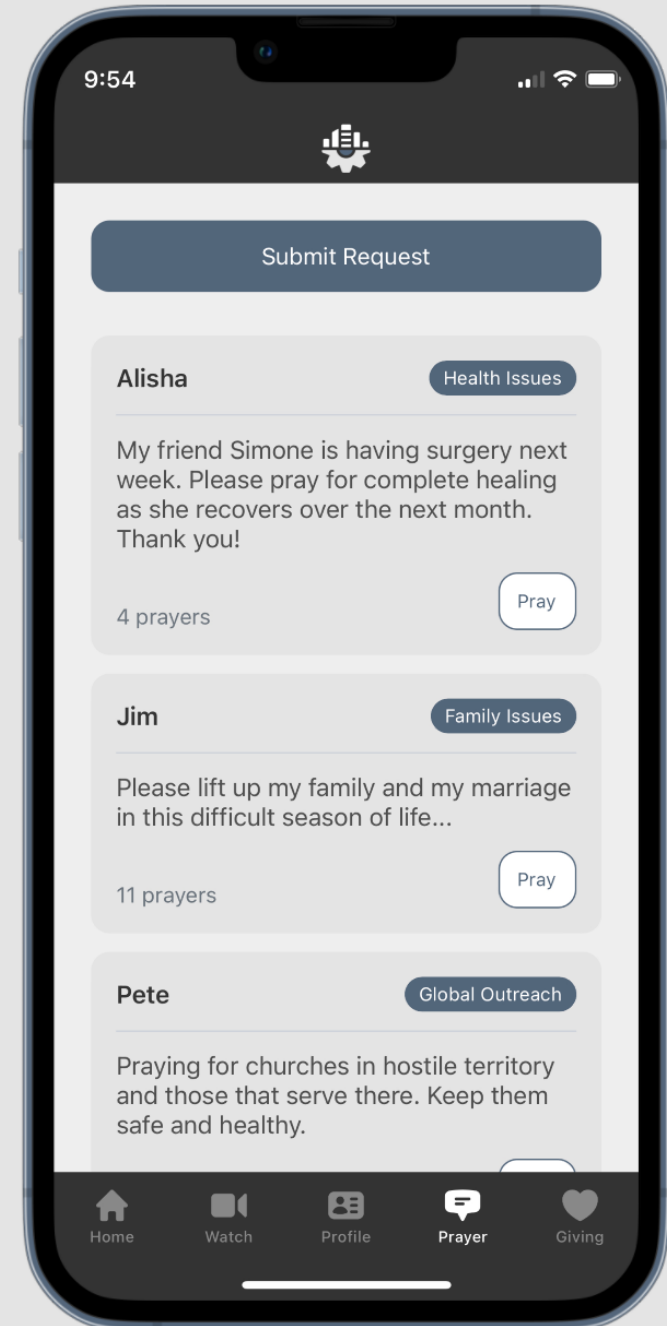 9:54
Submit Request
Alisha
Health Issues
My friend Simone is having surgery next
week. Please pray for complete healing
as she recovers over the next month.
Thank you!
4 prayers
Pray
Jim
Family Issues
Please lift up my family and my marriage
in this difficult season of life...
11 prayers
Pray
Pete
Global Outreach
Praying for churches in hostile territory
and those that serve there. Keep them
safe and healthy.
Home
Watch
Profile
Prayer
Giving